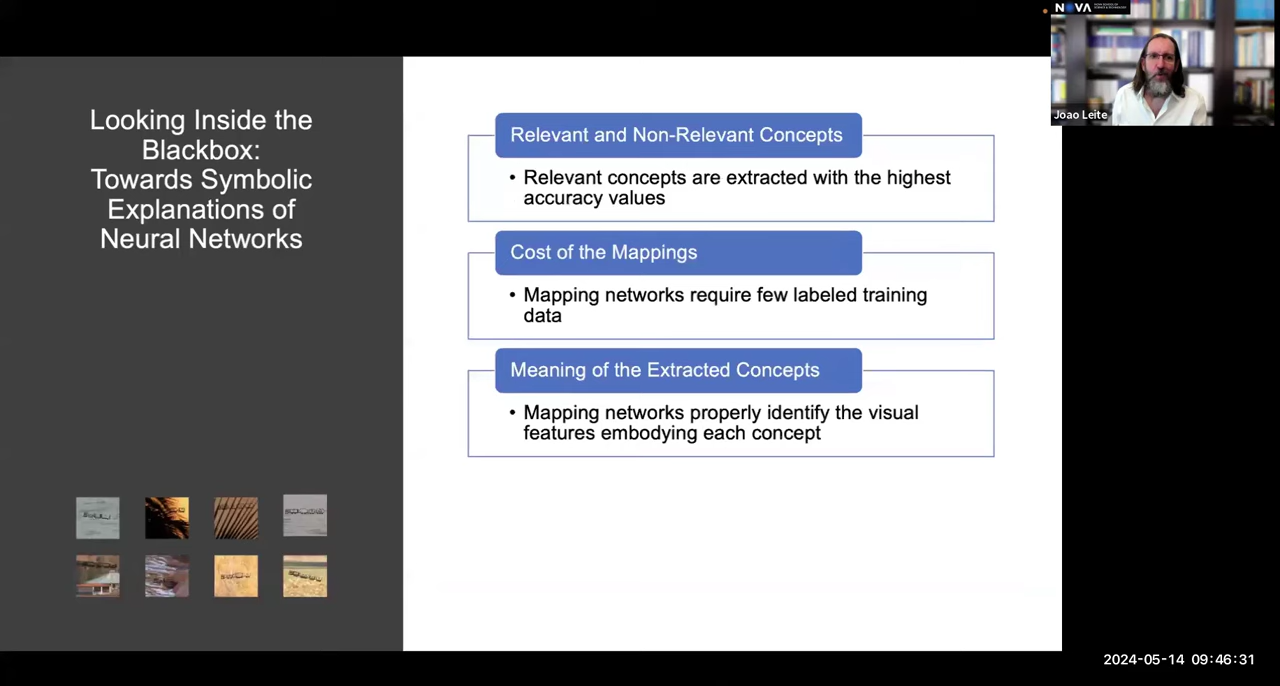 NOVA
Joao Leite
Looking Inside the
Blackbox:
Towards Symbolic
Explanations of
Neural Networks
Relevant and Non-Relevant Concepts
• Relevant concepts are extracted with the highest
accuracy values
Cost of the Mappings
• Mapping networks require few labeled training
data
Meaning of the Extracted Concepts
• Mapping networks properly identify the visual
features embodying each concept
2024-05-14 09:46:31